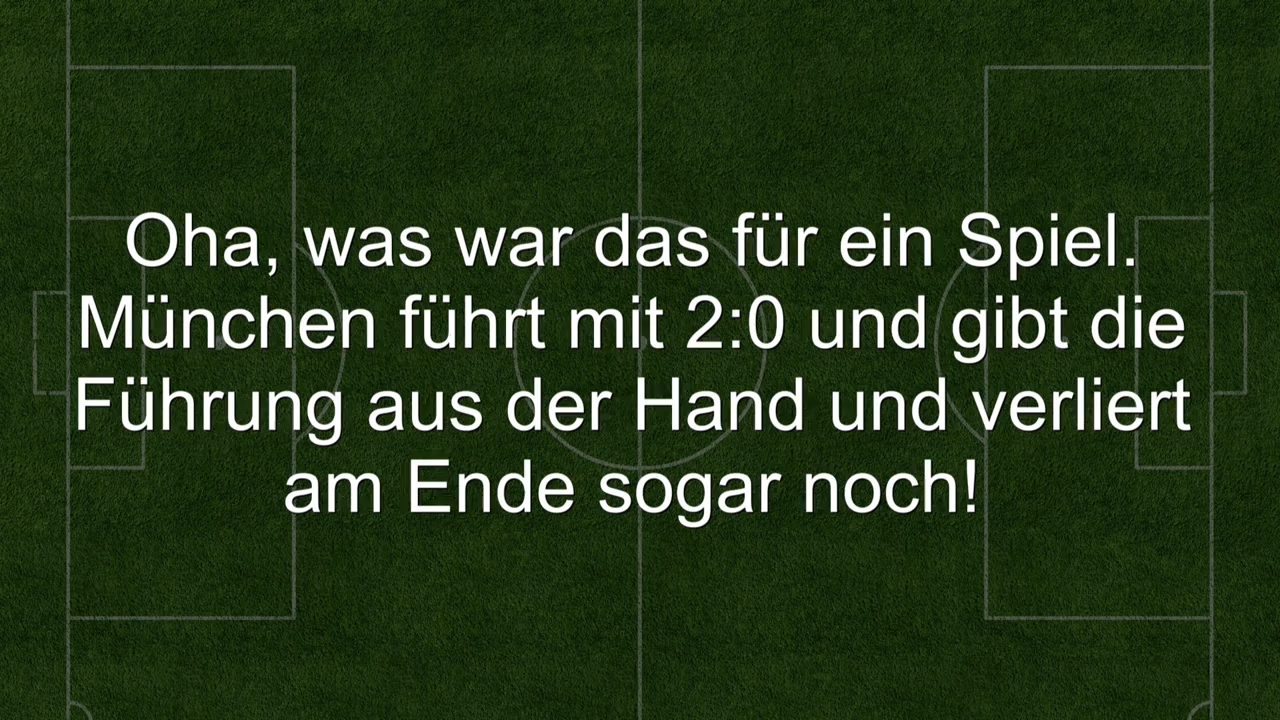 Oha, was war das für ein Spiel.
München führt mit 2:0 und gibt die
Führung aus der Hand und verliert
am Ende sogar noch!